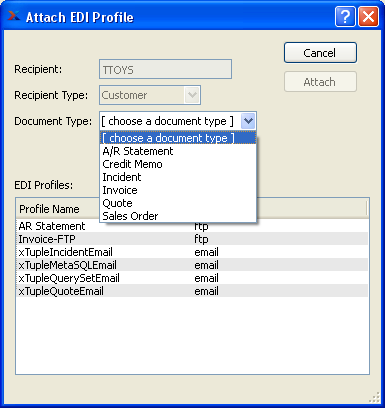 Attach EDI Profile
Cancel
Recipient: TTOYS
Attach
Recipient Type: Customer
Document Type: [ choose a document type ]
[ choose a document type ]
A/R Statement
Credit Memo
Incident
Invoice
Quote
Sales Order
EDI Profiles:
Profile Name
AR Statement ftp
Invoice-FTP ftp
xTupleIncidentEmail email
xTupleMetaSQLEmail email
xTupleQuerySetEmail email
xTupleQuoteEmail email